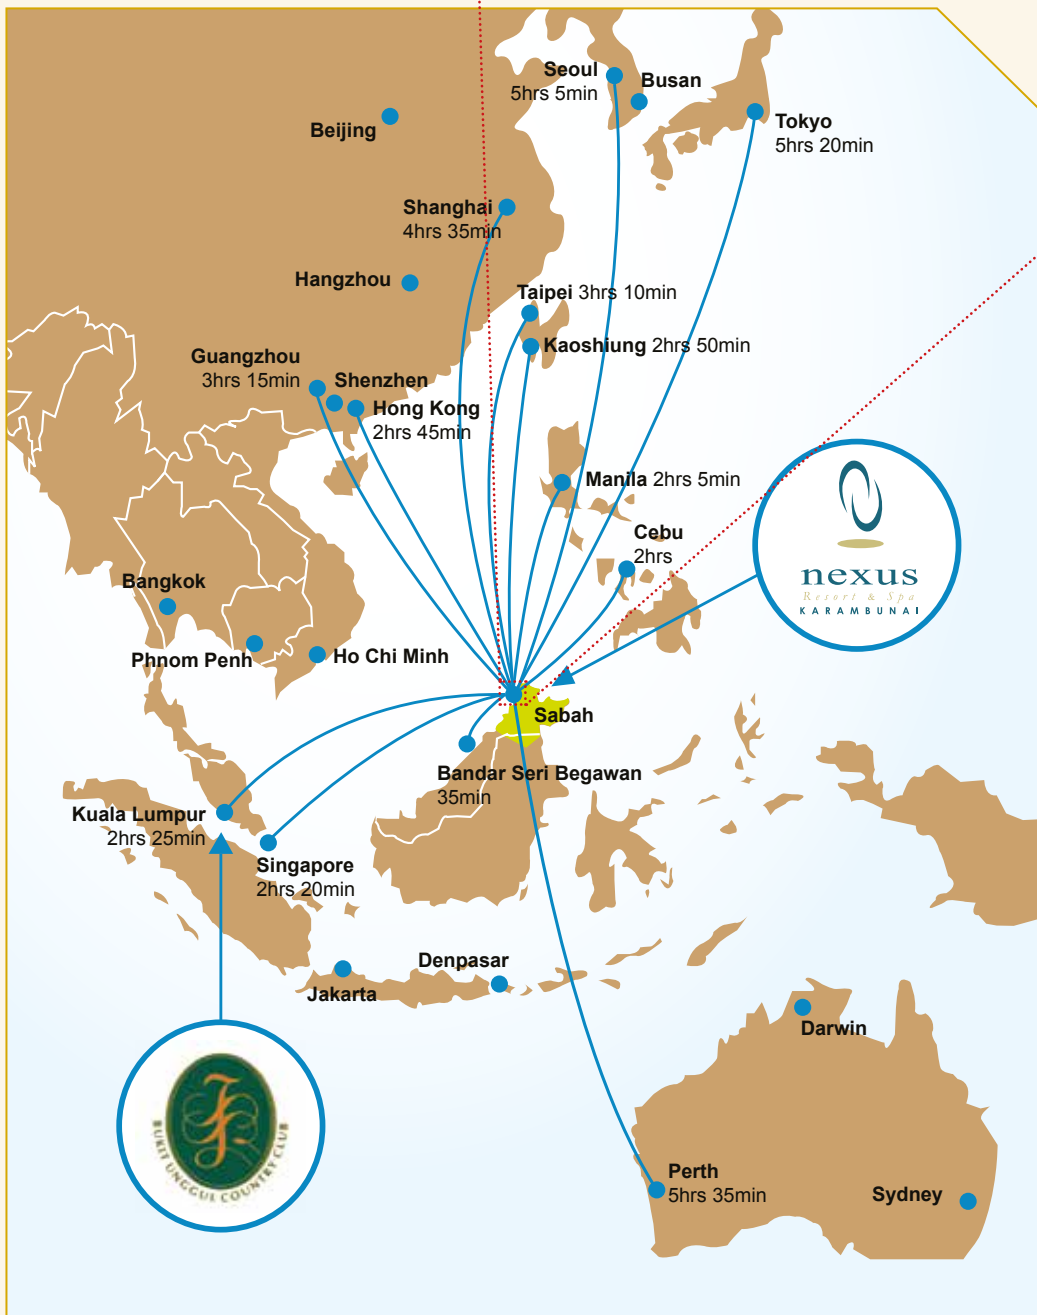 Seoul
5hrs 5min
Busan
Tokyo
5hrs 20min
Beijing
Shanghai
4hrs 35min
Hangzhou
Taipei 3hrs 10min
Kaoshiung 2hrs 50min
Guangzhou
3hrs 15min
Shenzhen
Hong Kong
2hrs 45min
Manila 2hrs 5min
Cebu
2hrs
nexus
Resort & Spa
KARAMBUNAI
Bangkok
Phnom Penh
Ho Chi Minh
Sabah
Bandar Seri Begawan
35min
Kuala Lumpur
2hrs 25min
Singapore
2hrs 20min
Denpasar
Jakarta
Darwin
BUKIT UNGGUL COUNTRY CLUB
Perth
5hrs 35min
Sydney